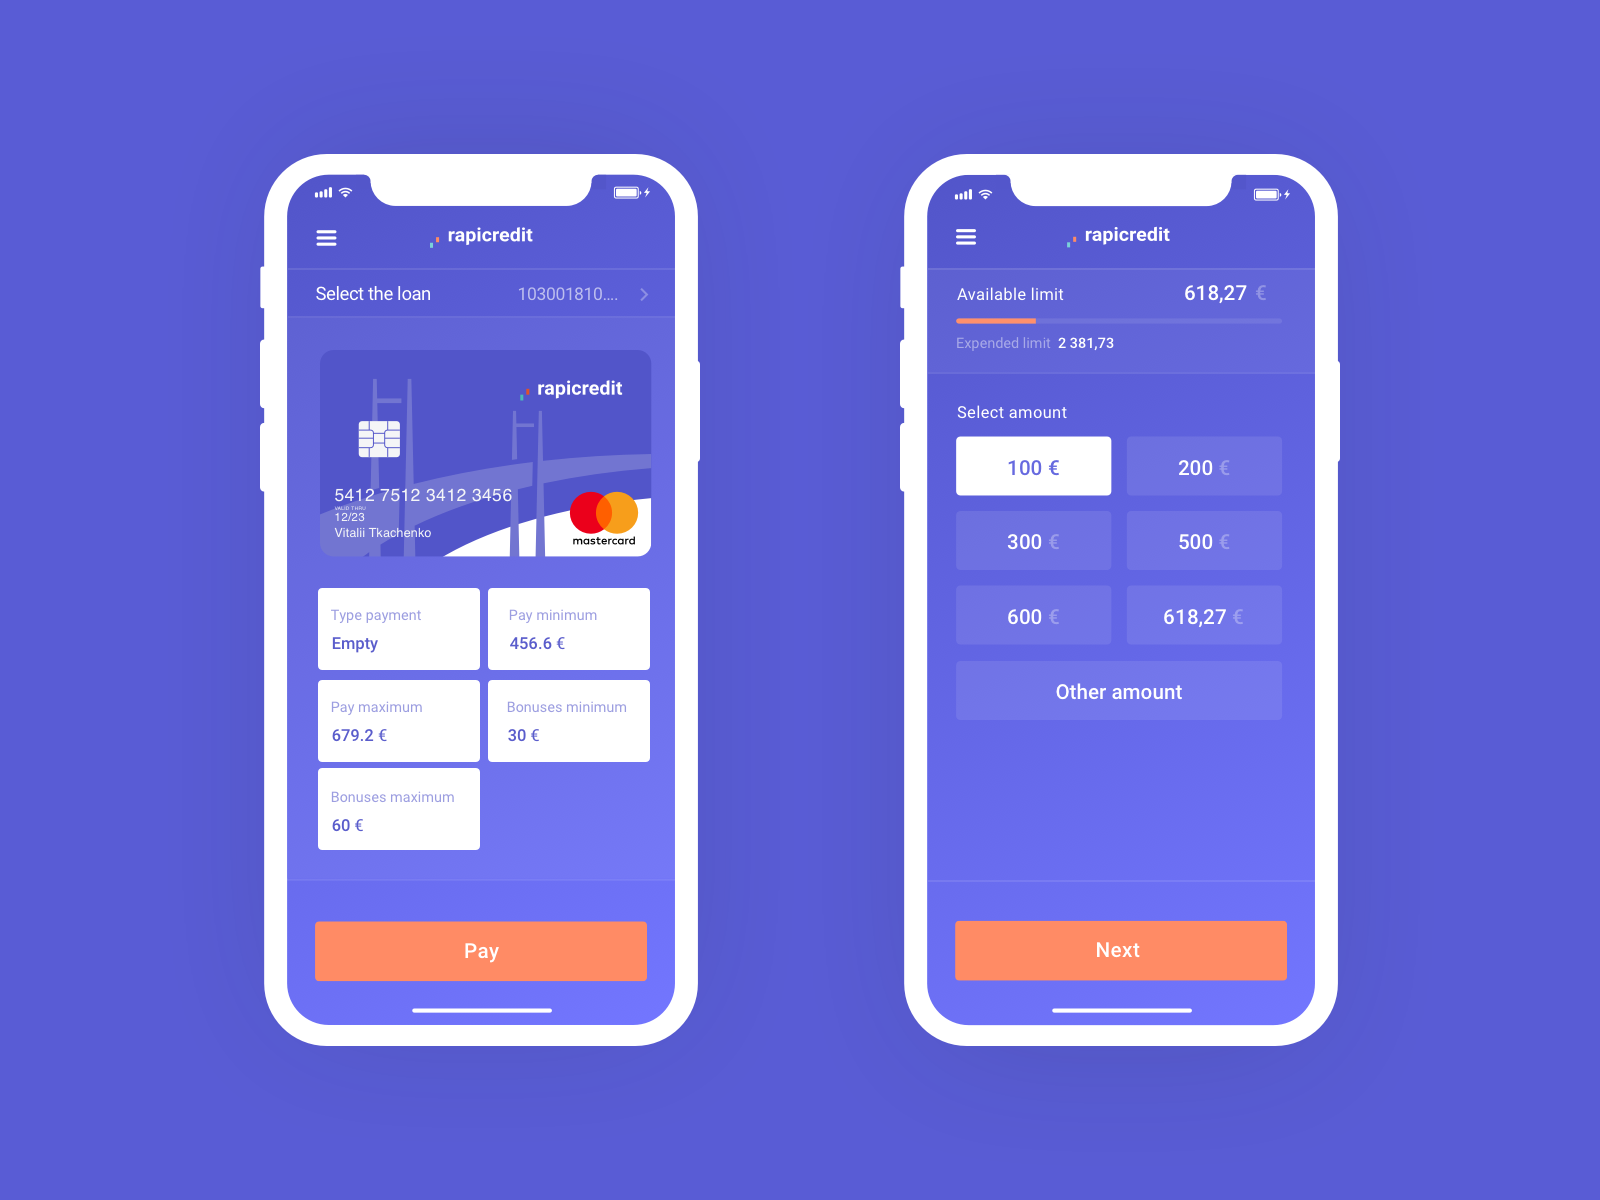 rapicredit
Select the loan 103001810....
rapicredit
5412 7512 3412 3456
VALID THRU
12/23
Vitalii Tkachenko
mastercard
Type payment
Empty
Pay minimum
456.6 €
Pay maximum
679.2 €
Bonuses minimum
30 €
Bonuses maximum
60 €
Pay
rapicredit
Available limit 618,27 €
Expended limit 2 381,73
Select amount
100 €
200 €
300 €
500 €
600 €
618,27 €
Other amount
Next